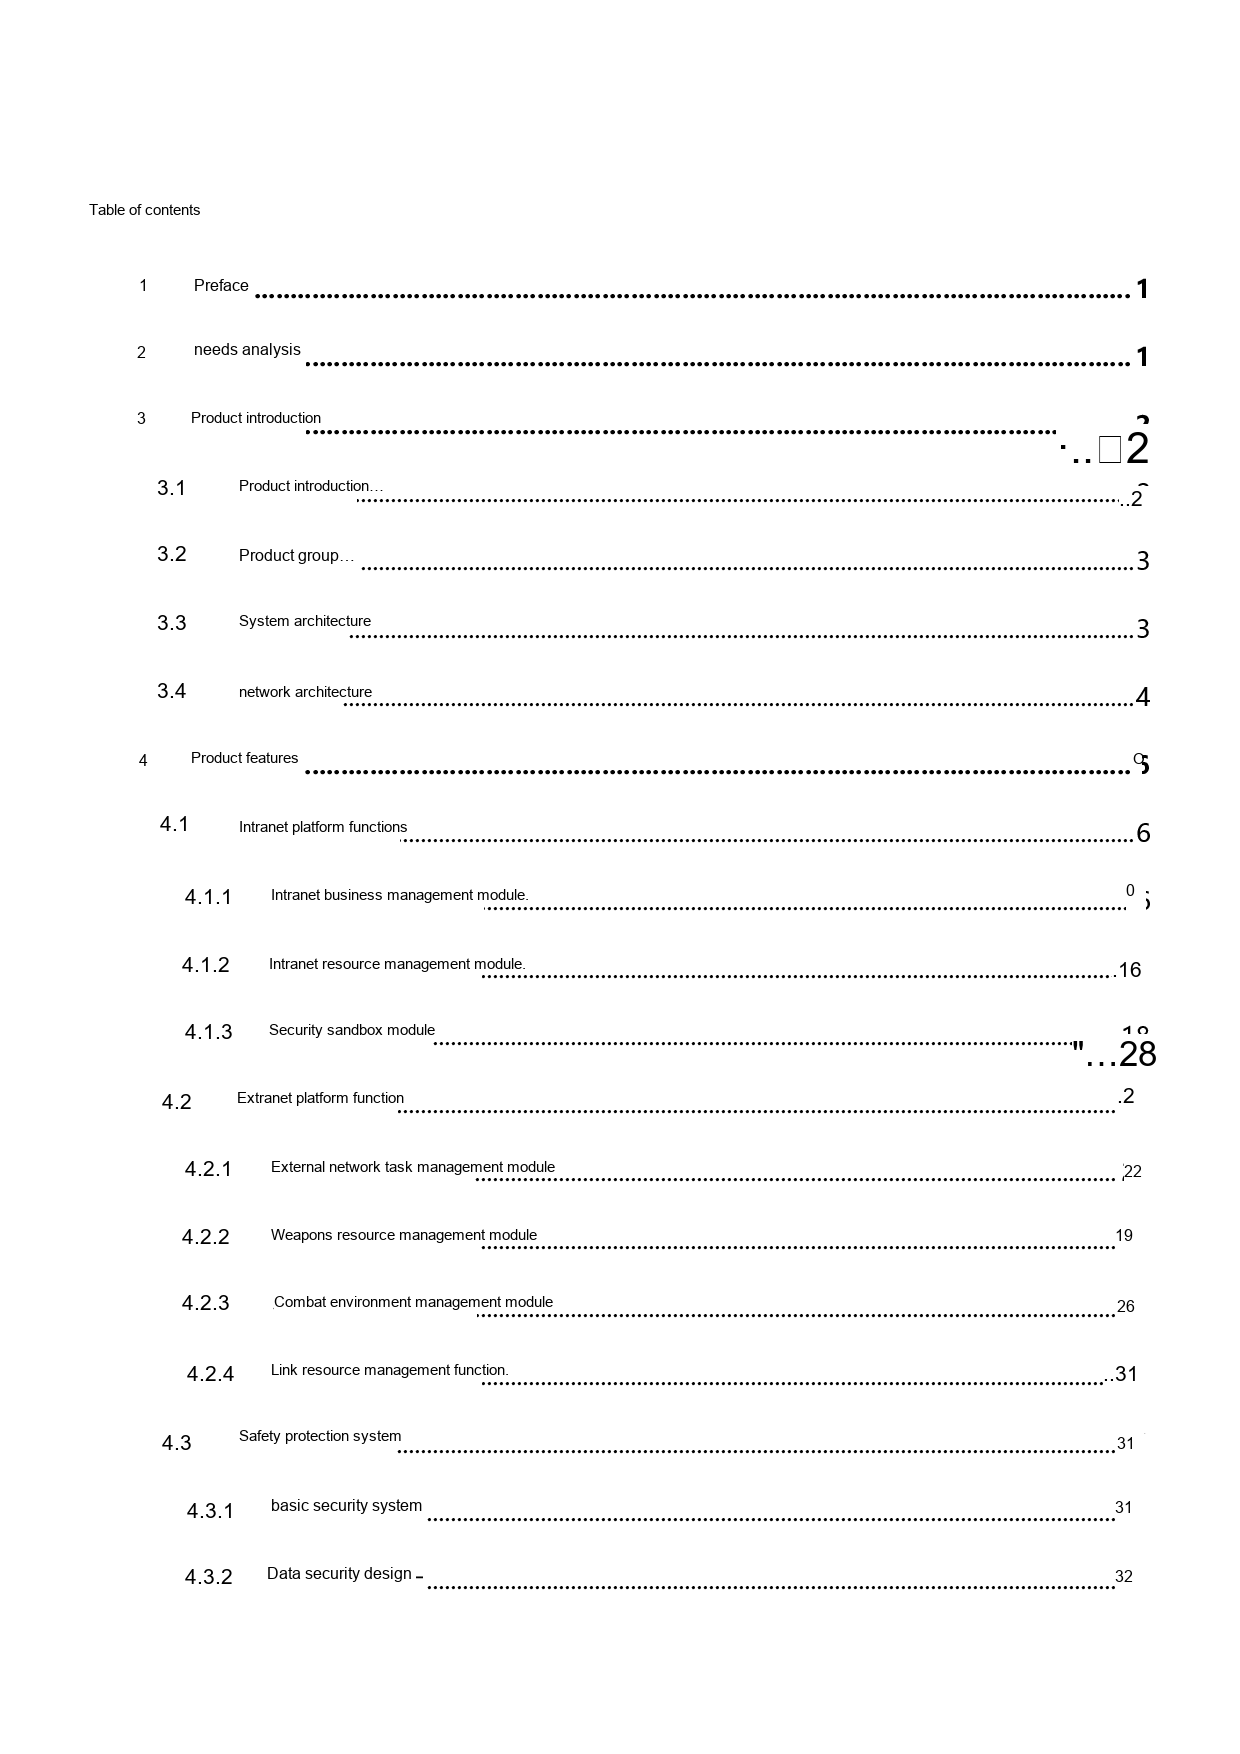 Table of contents
1 Preface ........ 1
2 needs analysis ........ 1
3 Product introduction ........ ...□2
3.1 Product introduction… ........ ..2
3.2 Product group… ........ 3
3.3 System architecture ........ 3
3.4 network architecture ........ 4
4 Product features ........
4.1 Intranet platform functions ........ 6
4.1.1 Intranet business management module. ........ 0
4.1.2 Intranet resource management module. ........ .16
4.1.3 Security sandbox module ........ "…28
4.2 Extranet platform function ........ .2
4.2.1 External network task management module ........ 22
4.2.2 Weapons resource management module ........ 19
4.2.3 Combat environment management module ........ 26
4.2.4 Link resource management function. ........ ..31
4.3 Safety protection system ........ 31
4.3.1 basic security system ........ 31
4.3.2 Data security design - ........ 32